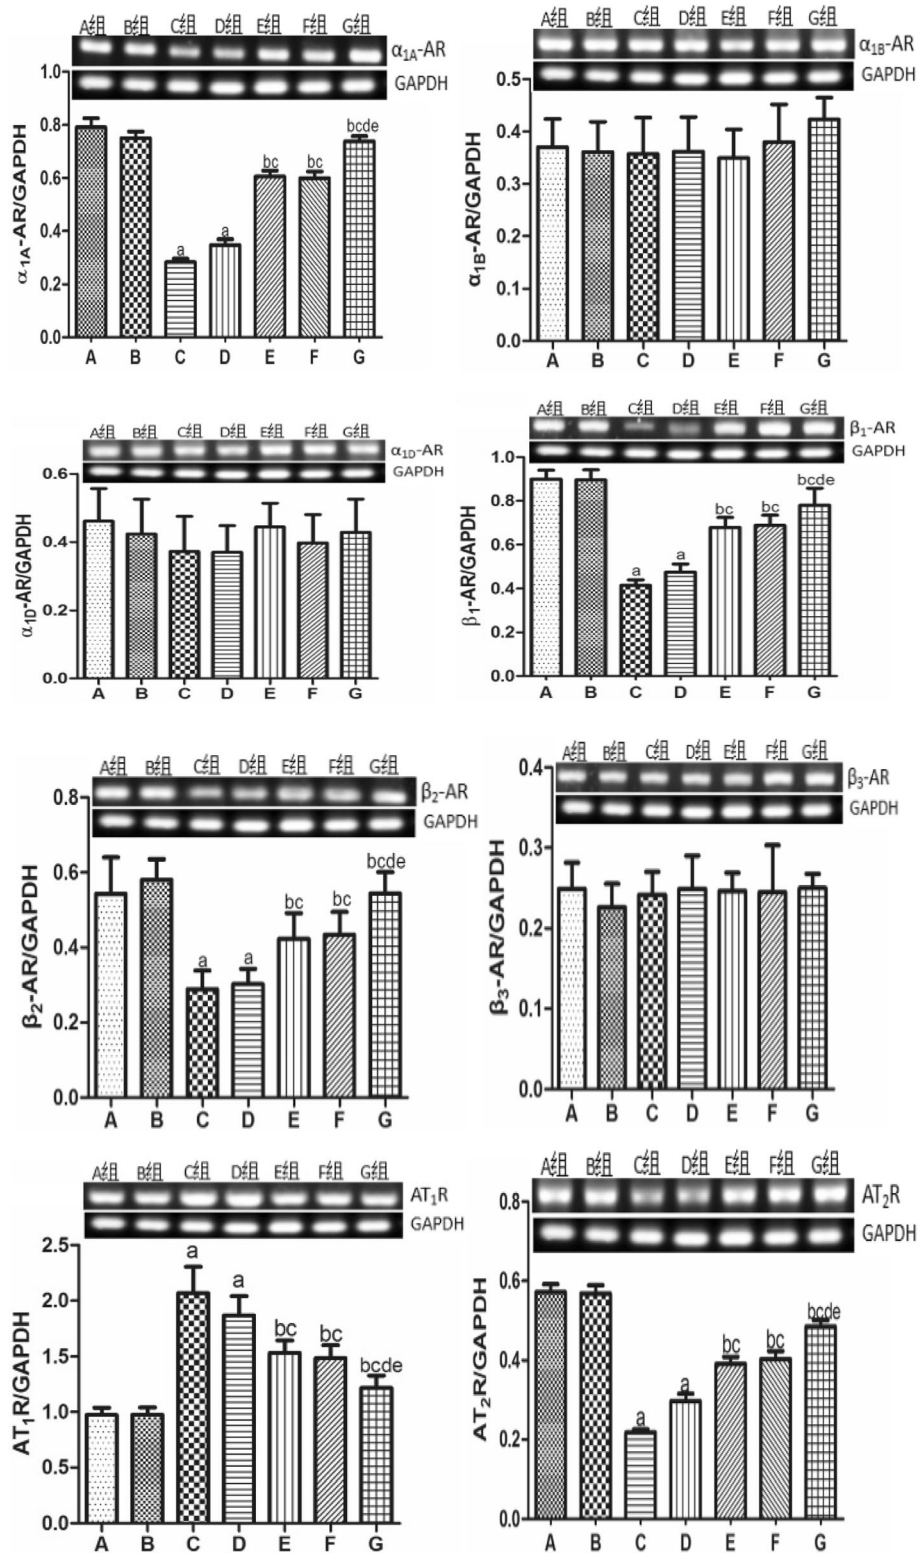 A组 B组 C组 D组 E组 F组 G组
α1A-AR
GAPDH
α1A-AR/GAPDH
1.0
0.8
0.6
0.4
0.2
0.0
a
a
bc
bc
bcde
A B C D E F G
A组 B组 C组 D组 E组 F组 G组
α1B-AR
GAPDH
α1B-AR/GAPDH
0.5
0.4
0.3
0.2
0.1
0.0
A B C D E F G
A组 B组 C组 D组 E组 F组 G组
α1D-AR
GAPDH
α1D-AR/GAPDH
0.6
0.4
0.2
0.0
A B C D E F G
A组 B组 C组 D组 E组 F组 G组
β1-AR
GAPDH
β1-AR/GAPDH
1.0
0.8
0.6
0.4
0.2
0.0
a
a
bc
bc
bcde
A B C D E F G
A组 B组 C组 D组 E组 F组 G组
β2-AR
GAPDH
β2-AR/GAPDH
0.8
0.6
0.4
0.2
0.0
a
a
bc
bc
bcde
A B C D E F G
A组 B组 C组 D组 E组 F组 G组
β3-AR
GAPDH
β3-AR/GAPDH
0.4
0.3
0.2
0.1
0.0
A B C D E F G
A组 B组 C组 D组 E组 F组 G组
AT1R
GAPDH
AT1R/GAPDH
2.5
2.0
1.5
1.0
0.5
0.0
a
a
bc
bc
bcde
A B C D E F G
A组 B组 C组 D组 E组 F组 G组
AT2R
GAPDH
AT2R/GAPDH
0.8
0.6
0.4
0.2
0.0
a
a
bc
bc
bcde
A B C D E F G